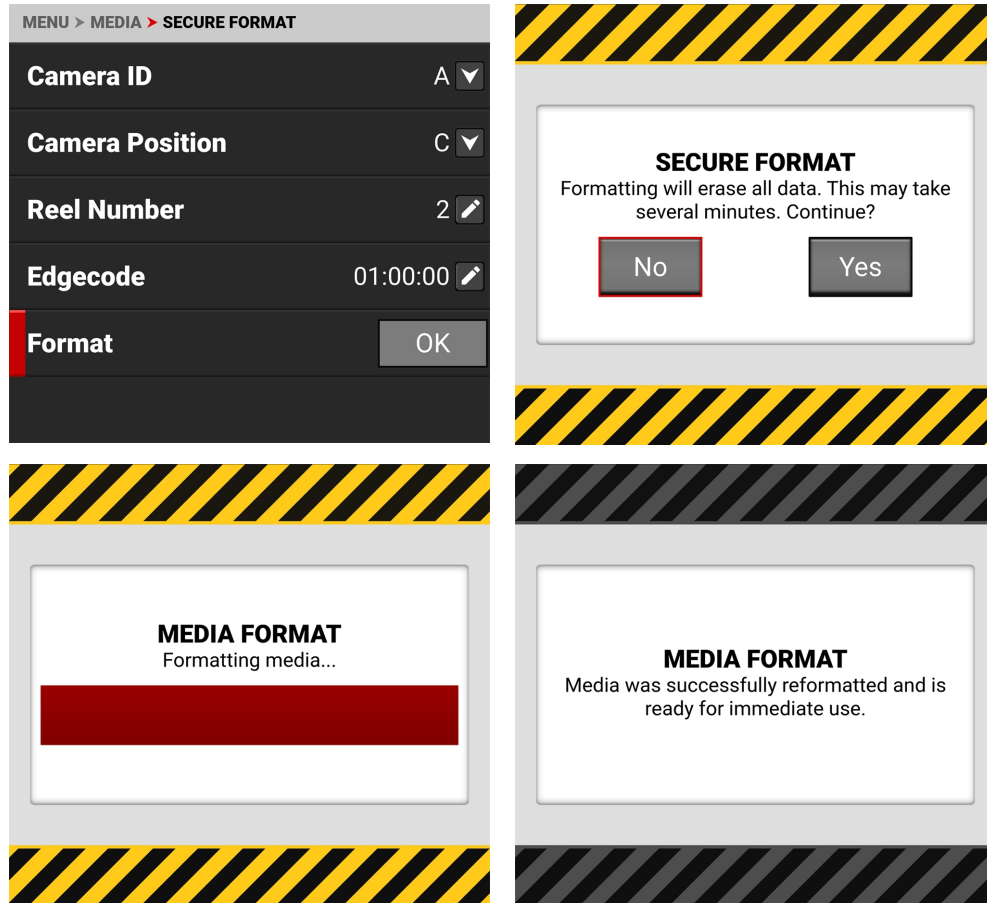 MENU > MEDIA > SECURE FORMAT
Camera ID A
Camera Position C
Reel Number 2
Edgecode 01:00:00
Format OK
SECURE FORMAT
Formatting will erase all data. This may take
several minutes. Continue?
No Yes
MEDIA FORMAT
Formatting media...
MEDIA FORMAT
Media was successfully reformatted and is
ready for immediate use.